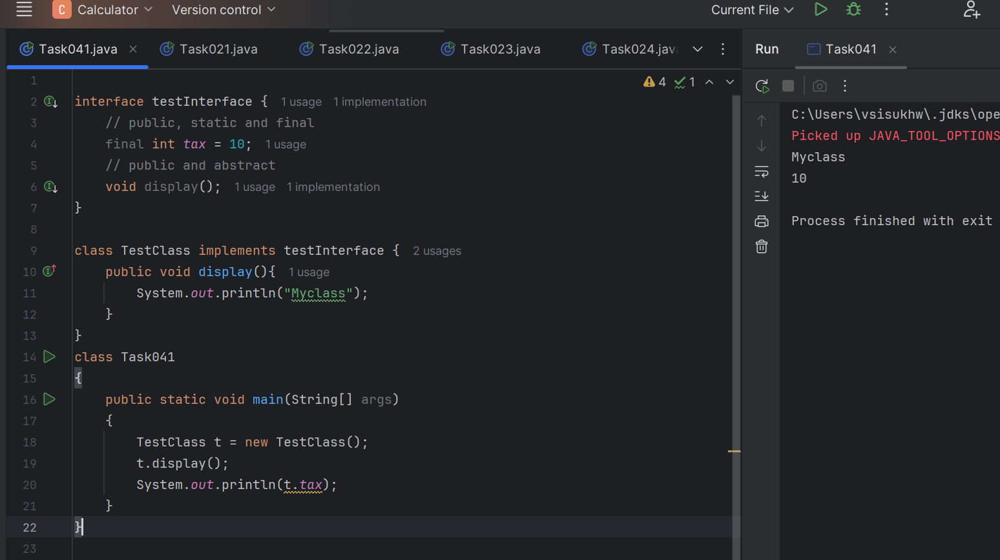 C Calculator Version control Current File
Task041.java Task021.java Task022.java Task023.java Task024.jav Run Task041
4 1
1
2 interface testInterface { 1 usage 1 implementation
3 // public, static and final
4 final int tax = 10; 1 usage
5 // public and abstract
6 void display(); 1 usage 1 implementation
7 }
8
9 class TestClass implements testInterface { 2 usages
10 public void display(){ 1 usage
11 System.out.println("Myclass");
12 }
13 }
14 class Task041
15 {
16 public static void main(String[] args)
17 {
18 TestClass t = new TestClass();
19 t.display();
20 System.out.println(t.tax);
21 }
22 }
23
C:\Users\vsisukhw\.jdks\ope
Picked up JAVA_TOOL_OPTIONS
Myclass
10
Process finished with exit